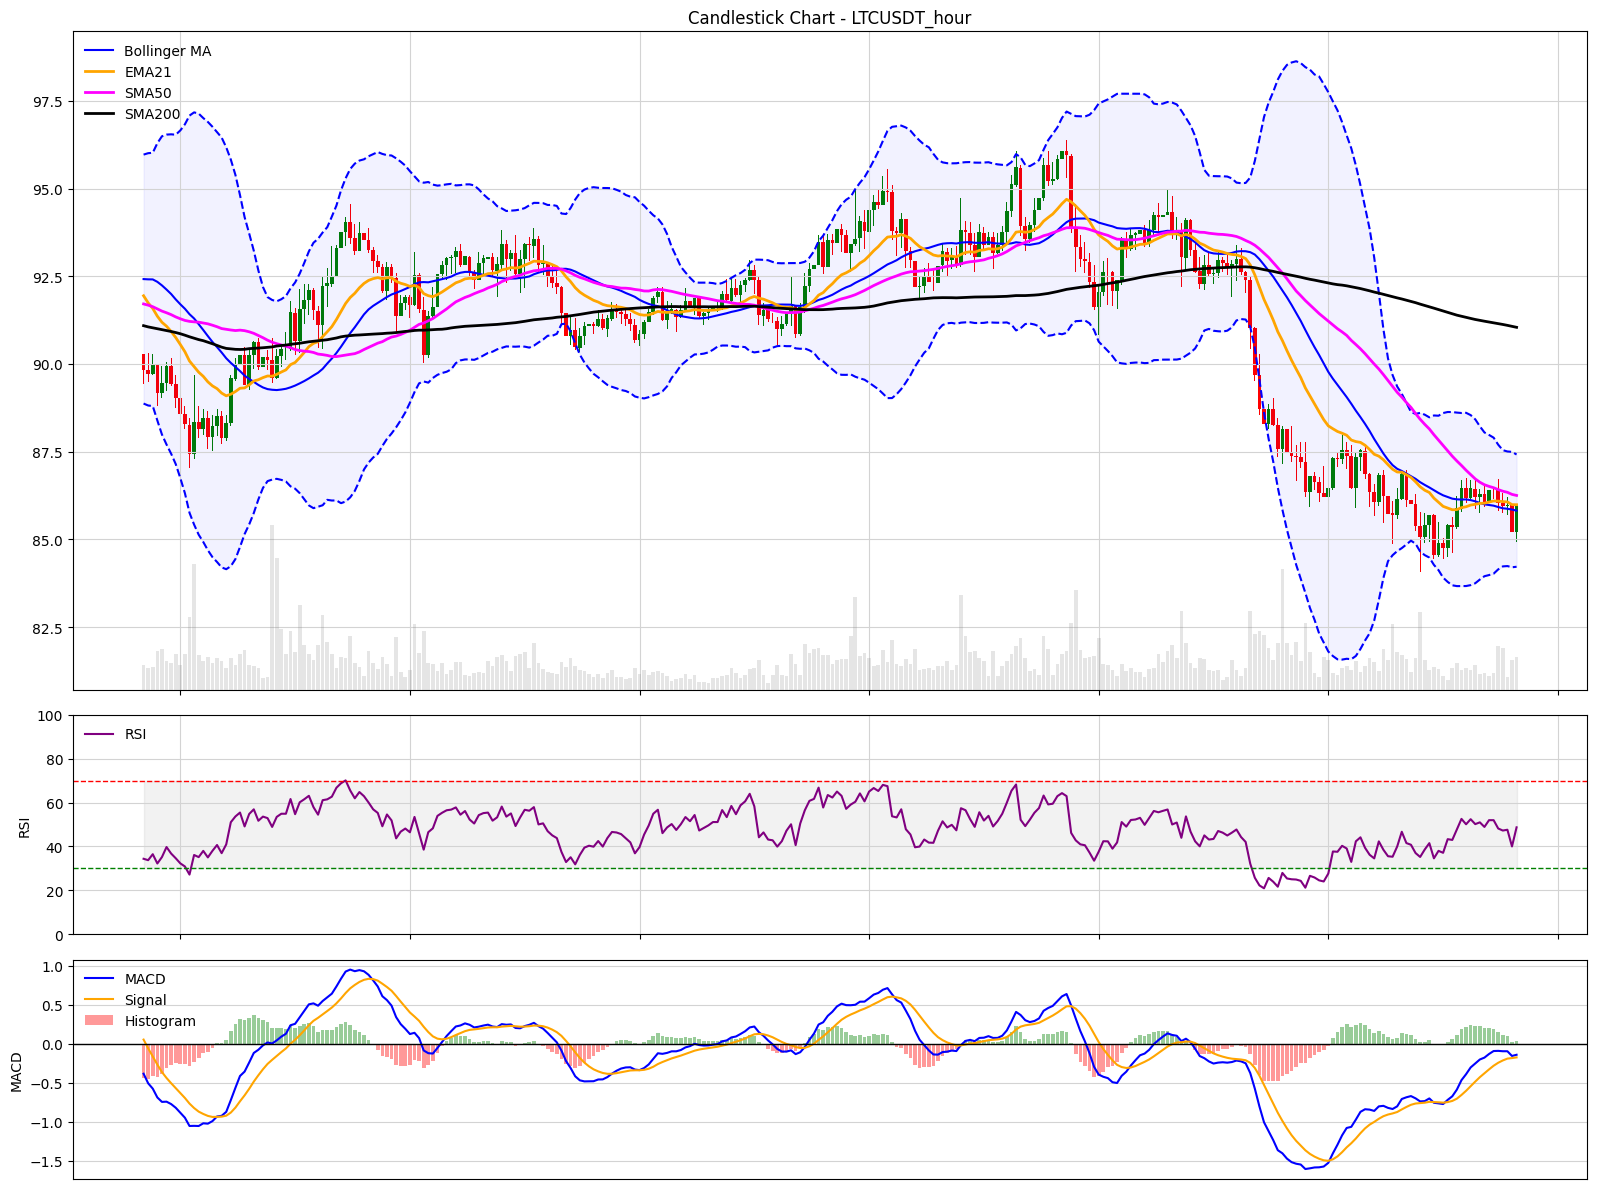 Candlestick Chart - LTCUSDT_hour
Bollinger MA
EMA21
SMA50
SMA200
97.5
95.0
92.5
90.0
87.5
85.0
82.5
RSI
100
80
60
40
20
0
RSI
MACD
Signal
Histogram
1.0
0.5
0.0
−0.5
−1.0
−1.5
MACD